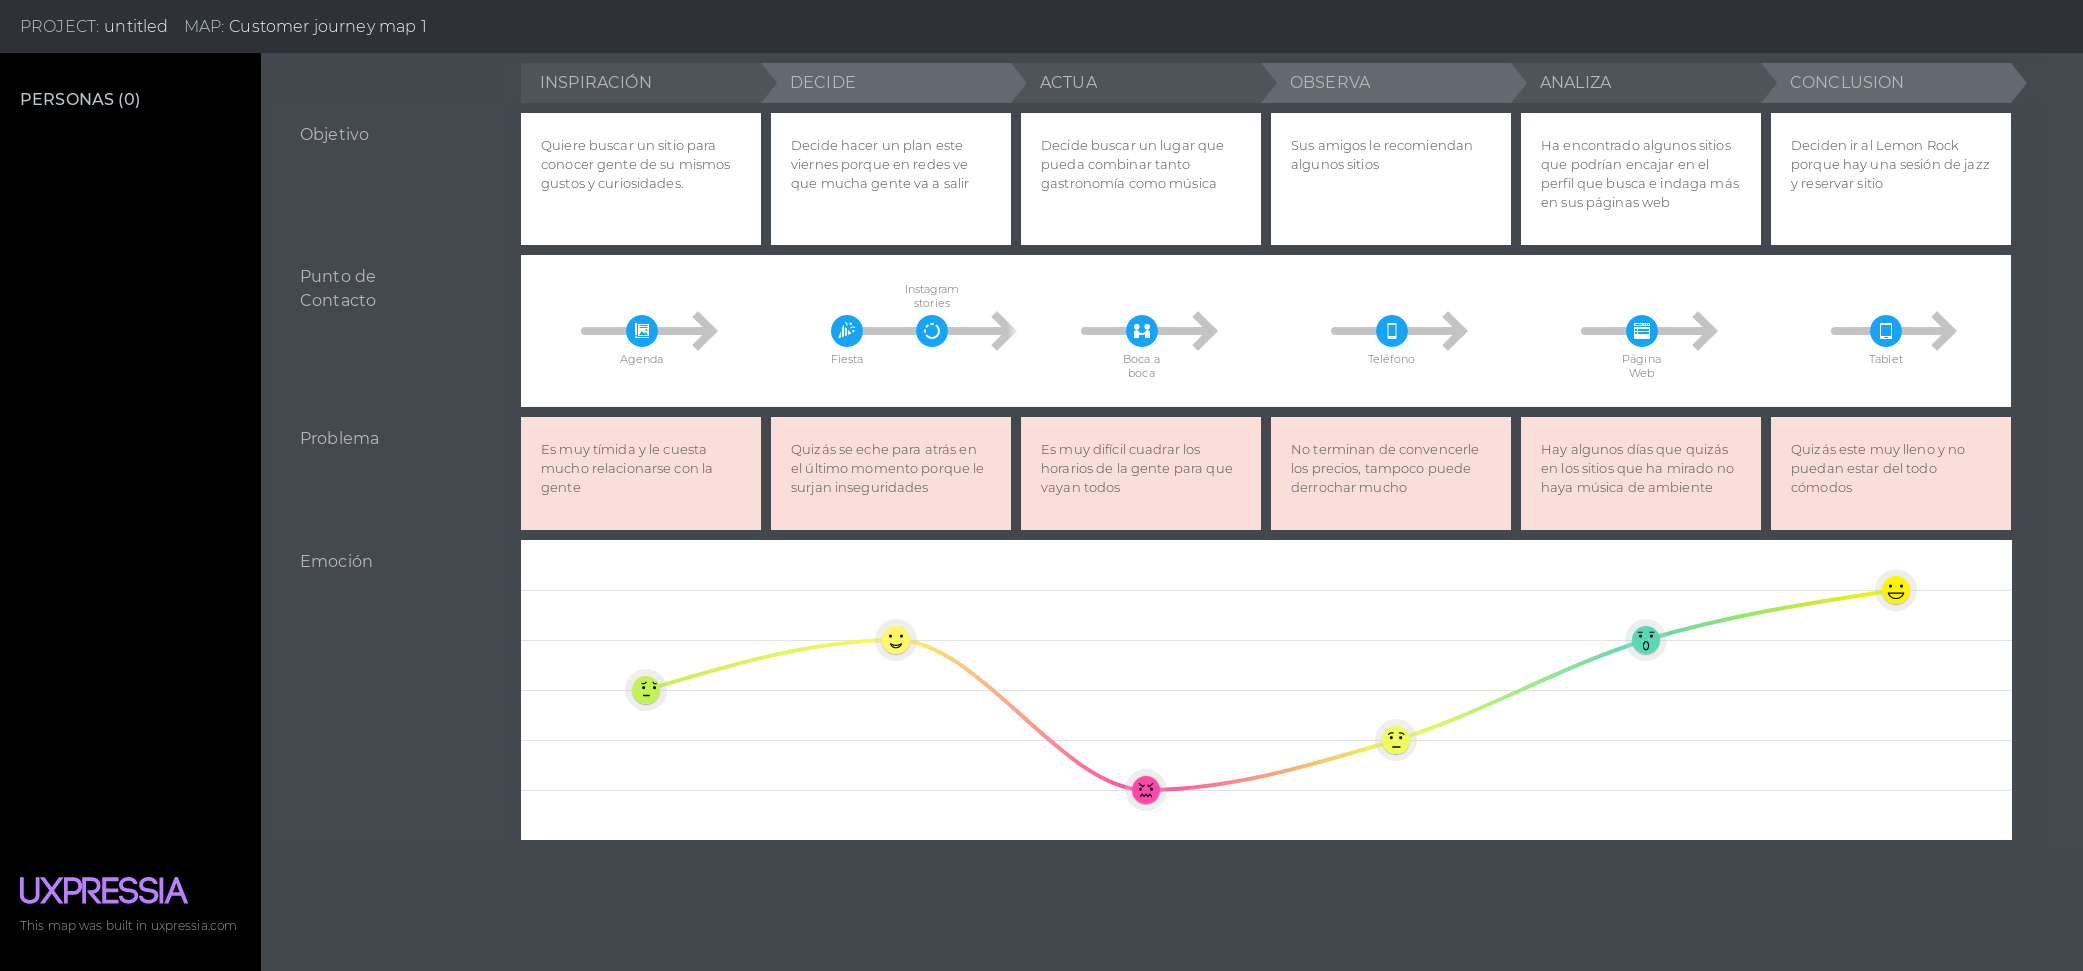 PROJECT: untitled MAP: Customer journey map 1
PERSONAS (0)
INSPIRACIÓN
DECIDE
ACTUA
OBSERVA
ANALIZA
CONCLUSION
Objetivo
Quiere buscar un sitio para
conocer gente de su mismos
gustos y curiosidades.
Decide hacer un plan este
viernes porque en redes ve
que mucha gente va a salir
Decide buscar un lugar que
pueda combinar tanto
gastronomía como música
Sus amigos le recomiendan
algunos sitios
Ha encontrado algunos sitios
que podrían encajar en el
perfil que busca e indaga más
en sus páginas web
Deciden ir al Lemon Rock
porque hay una sesión de jazz
y reservar sitio
Punto de
Contacto
Agenda
Fiesta
Instagram
stories
Boca a
boca
Teléfono
Página
Web
Tablet
Problema
Es muy tímida y le cuesta
mucho relacionarse con la
gente
Quizás se eche para atrás en
el último momento porque le
surjan inseguridades
Es muy difícil cuadrar los
horarios de la gente para que
vayan todos
No terminan de convencerle
los precios, tampoco puede
derrochar mucho
Hay algunos días que quizás
en los sitios que ha mirado no
haya música de ambiente
Quizás este muy lleno y no
puedan estar del todo
cómodos
Emoción
UXPRESSIA
This map was built in uxpressia.com